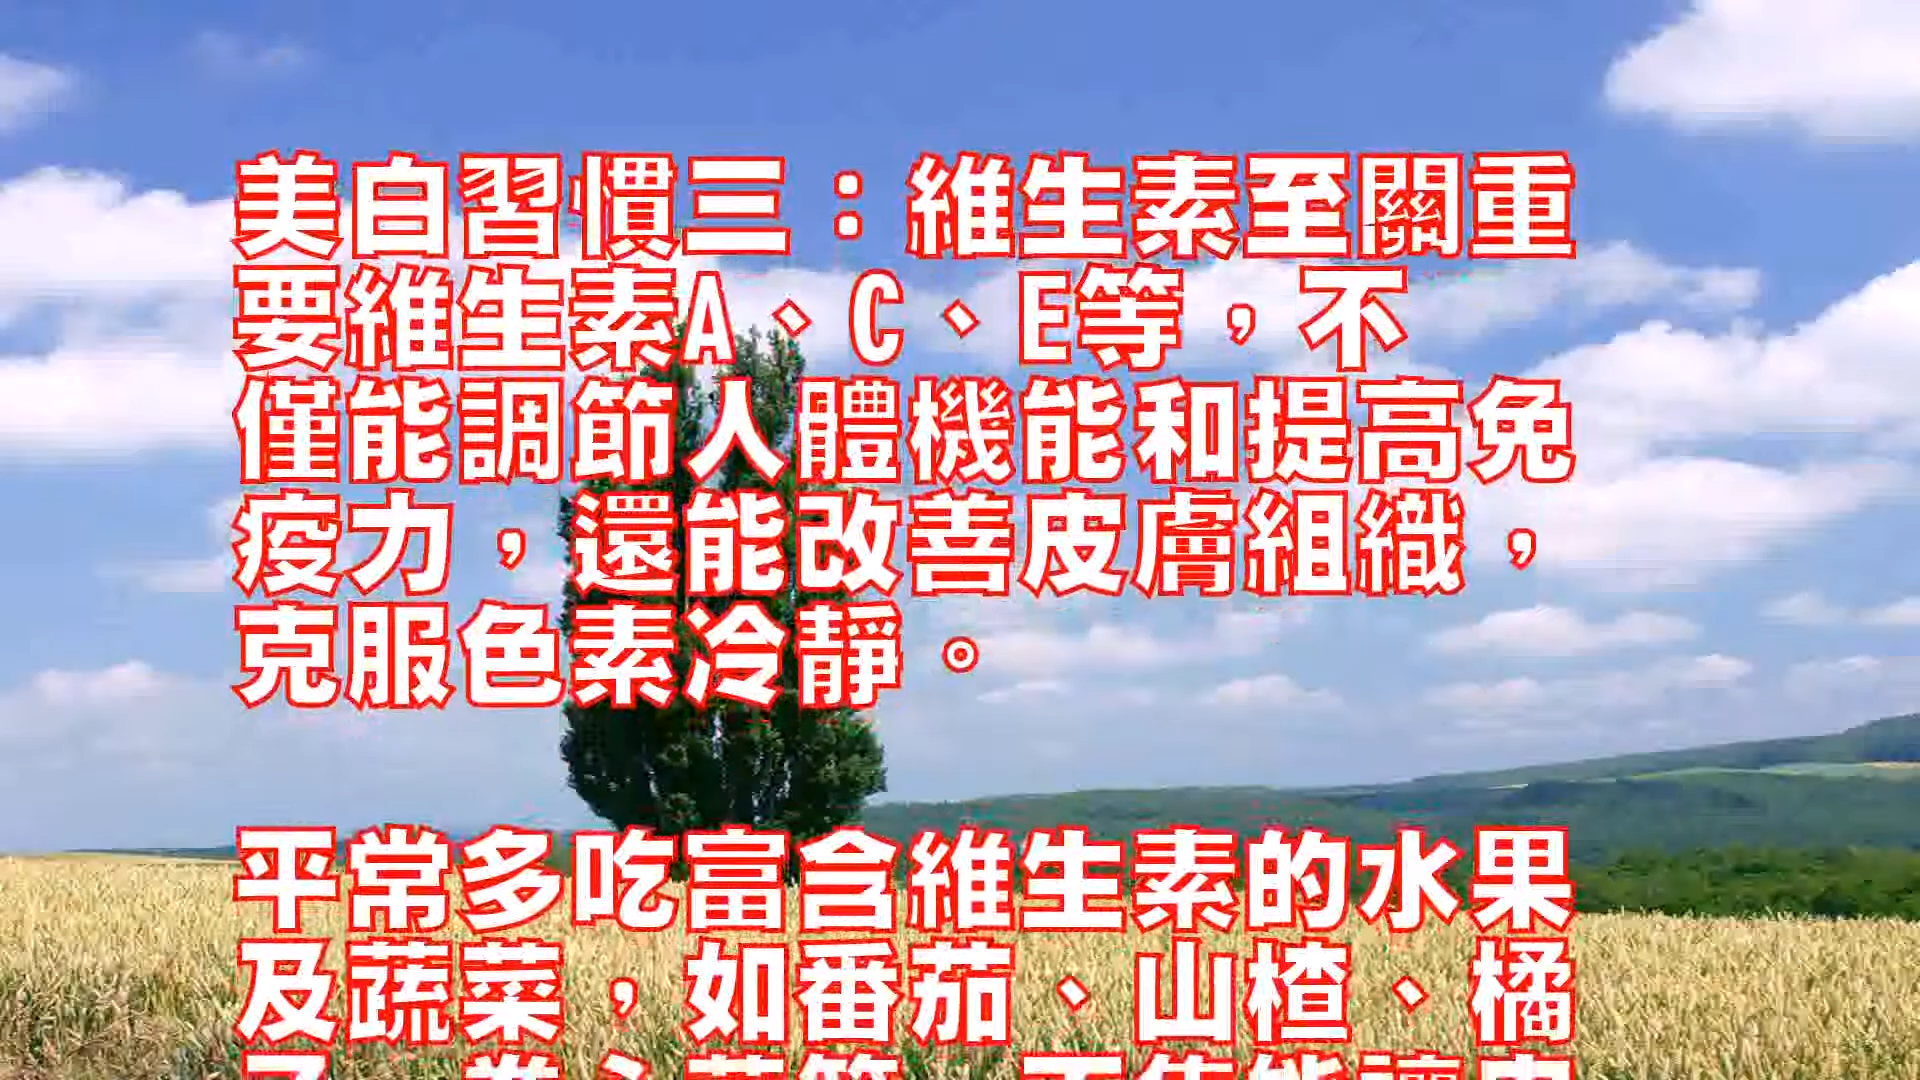 美白習慣三：維生素至關重
要維生素A、C、E等，不
僅能調節人體機能和提高免
疫力，還能改善皮膚組織，
克服色素冷靜。
平常多吃富含維生素的水果
及蔬菜，如番茄、山楂、橘